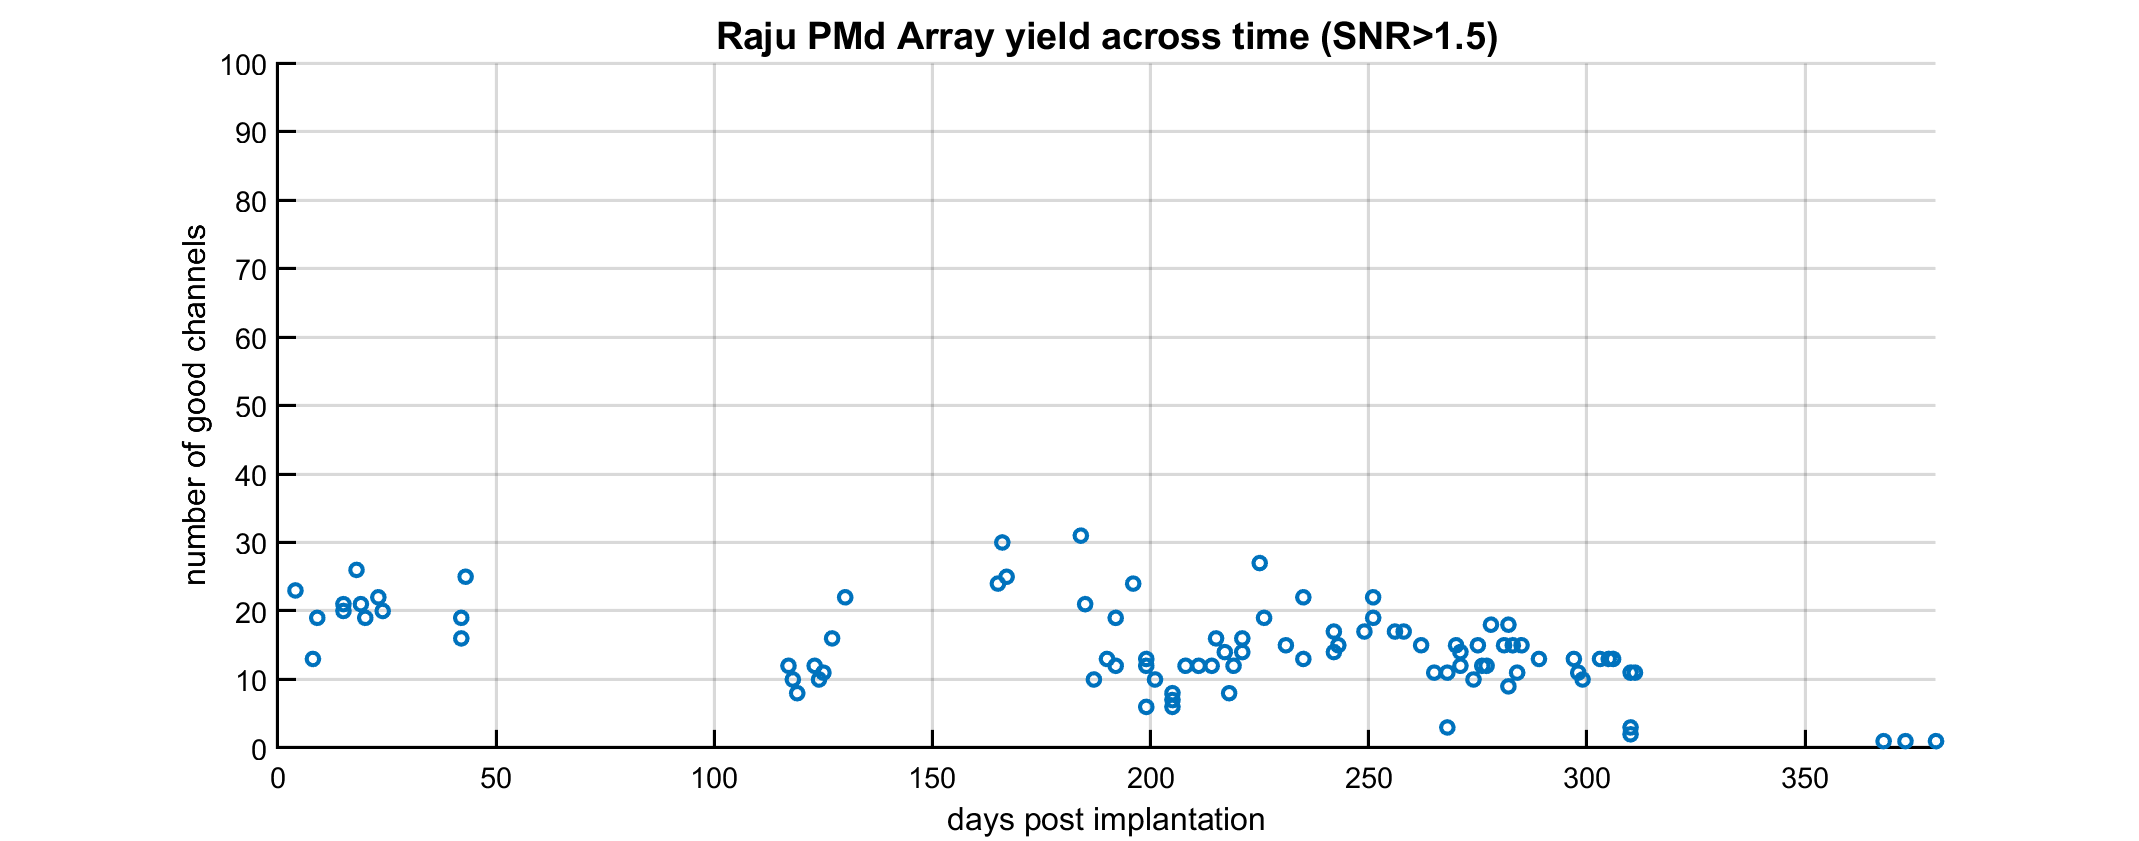 Raju PMd Array yield across time (SNR>1.5)
100
90
80
70
60
50
40
30
20
10
0
number of good channels
0 50 100 150 200 250 300 350
days post implantation